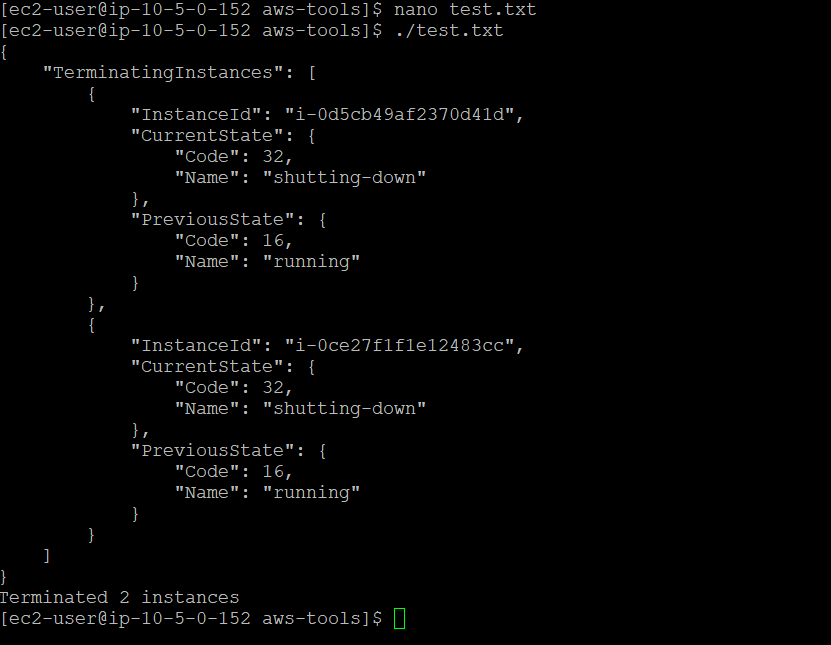 [ec2-user@ip-10-5-0-152 aws-tools]$ nano test.txt
[ec2-user@ip-10-5-0-152 aws-tools]$ ./test.txt
{
    "TerminatingInstances": [
        {
            "InstanceId": "i-0d5cb49af2370d41d",
            "CurrentState": {
                "Code": 32,
                "Name": "shutting-down"
            },
            "PreviousState": {
                "Code": 16,
                "Name": "running"
            }
        },
        {
            "InstanceId": "i-0ce27f1f1e12483cc",
            "CurrentState": {
                "Code": 32,
                "Name": "shutting-down"
            },
            "PreviousState": {
                "Code": 16,
                "Name": "running"
            }
        }
    ]
}
Terminated 2 instances
[ec2-user@ip-10-5-0-152 aws-tools]$